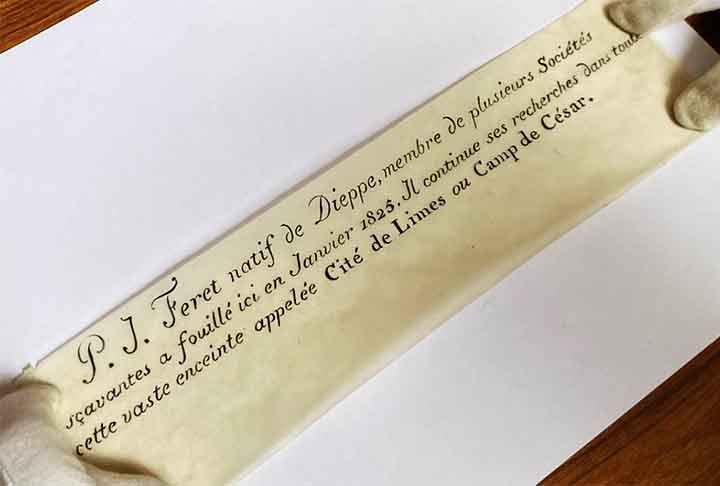 P. J. Feret natif de Dieppe, membre de plusieurs Sociétés
sçavantes a fouillé ici en Janvier 1825. Il continue ses recherches dans toute
cette vaste enceinte appelée Cité de Limes ou Camp de César.